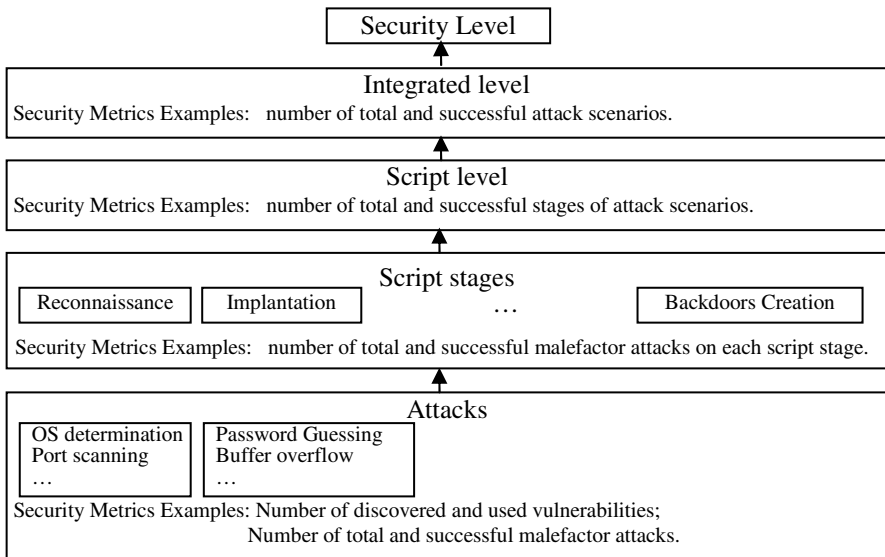 Security Level
Integrated level
Security Metrics Examples: number of total and successful attack scenarios.
Script level
Security Metrics Examples: number of total and successful stages of attack scenarios.
Script stages
Reconnaissance Implantation … Backdoors Creation
Security Metrics Examples: number of total and successful malefactor attacks on each script stage.
Attacks
OS determination
Port scanning
…
Password Guessing
Buffer overflow
…
Security Metrics Examples: Number of discovered and used vulnerabilities;
Number of total and successful malefactor attacks.